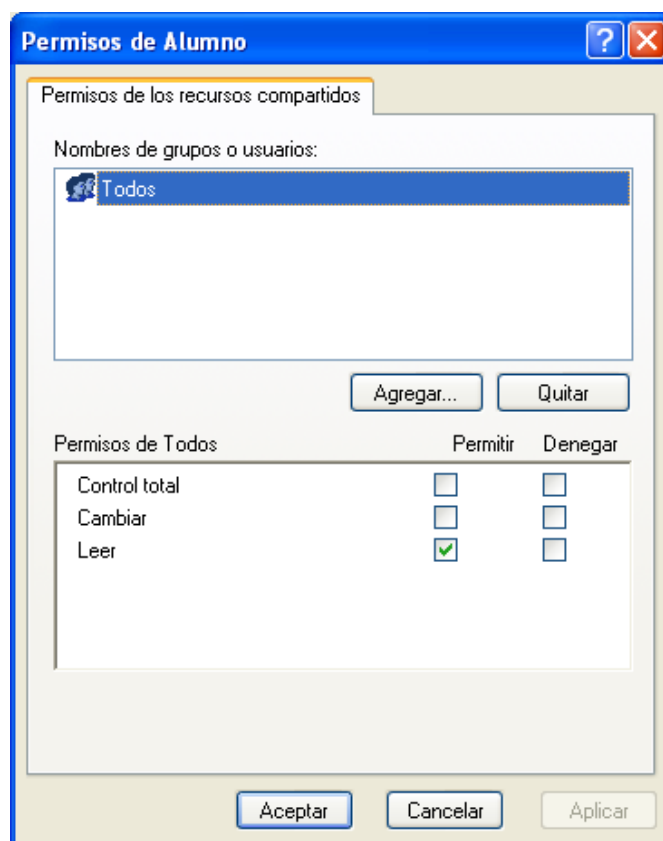 Permisos de Alumno
Permisos de los recursos compartidos
Nombres de grupos o usuarios:
Todos
Agregar... Quitar
Permisos de Todos Permitir Denegar
Control total
Cambiar
Leer
Aceptar Cancelar Aplicar